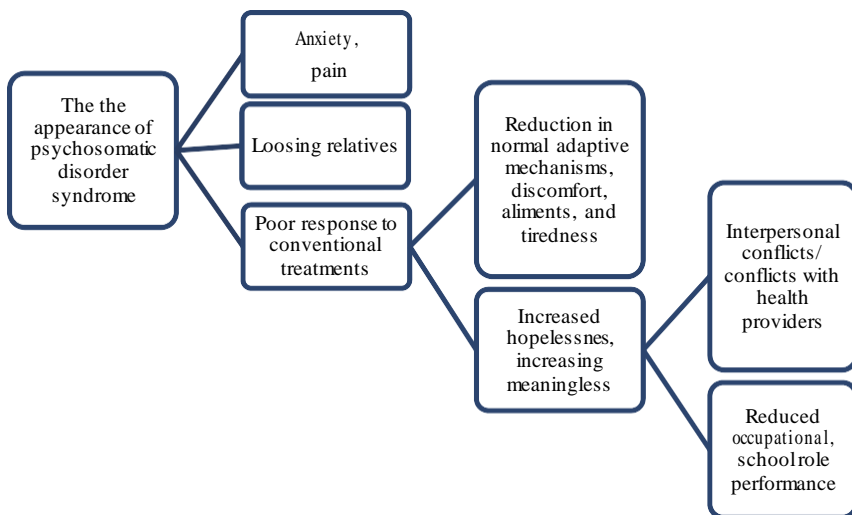 The the
appearance of
psychosomatic
disorder
syndrome
Anxiety,
pain
Loosing relatives
Poor response to
conventional
treatments
Reduction in
normal adaptive
mechanisms,
discomfort,
aliments, and
tiredness
Increased
hopelessnes,
increasing
meaningless
Interpersonal
conflicts/
conflicts with
health
providers
Reduced
occupational,
school role
performance